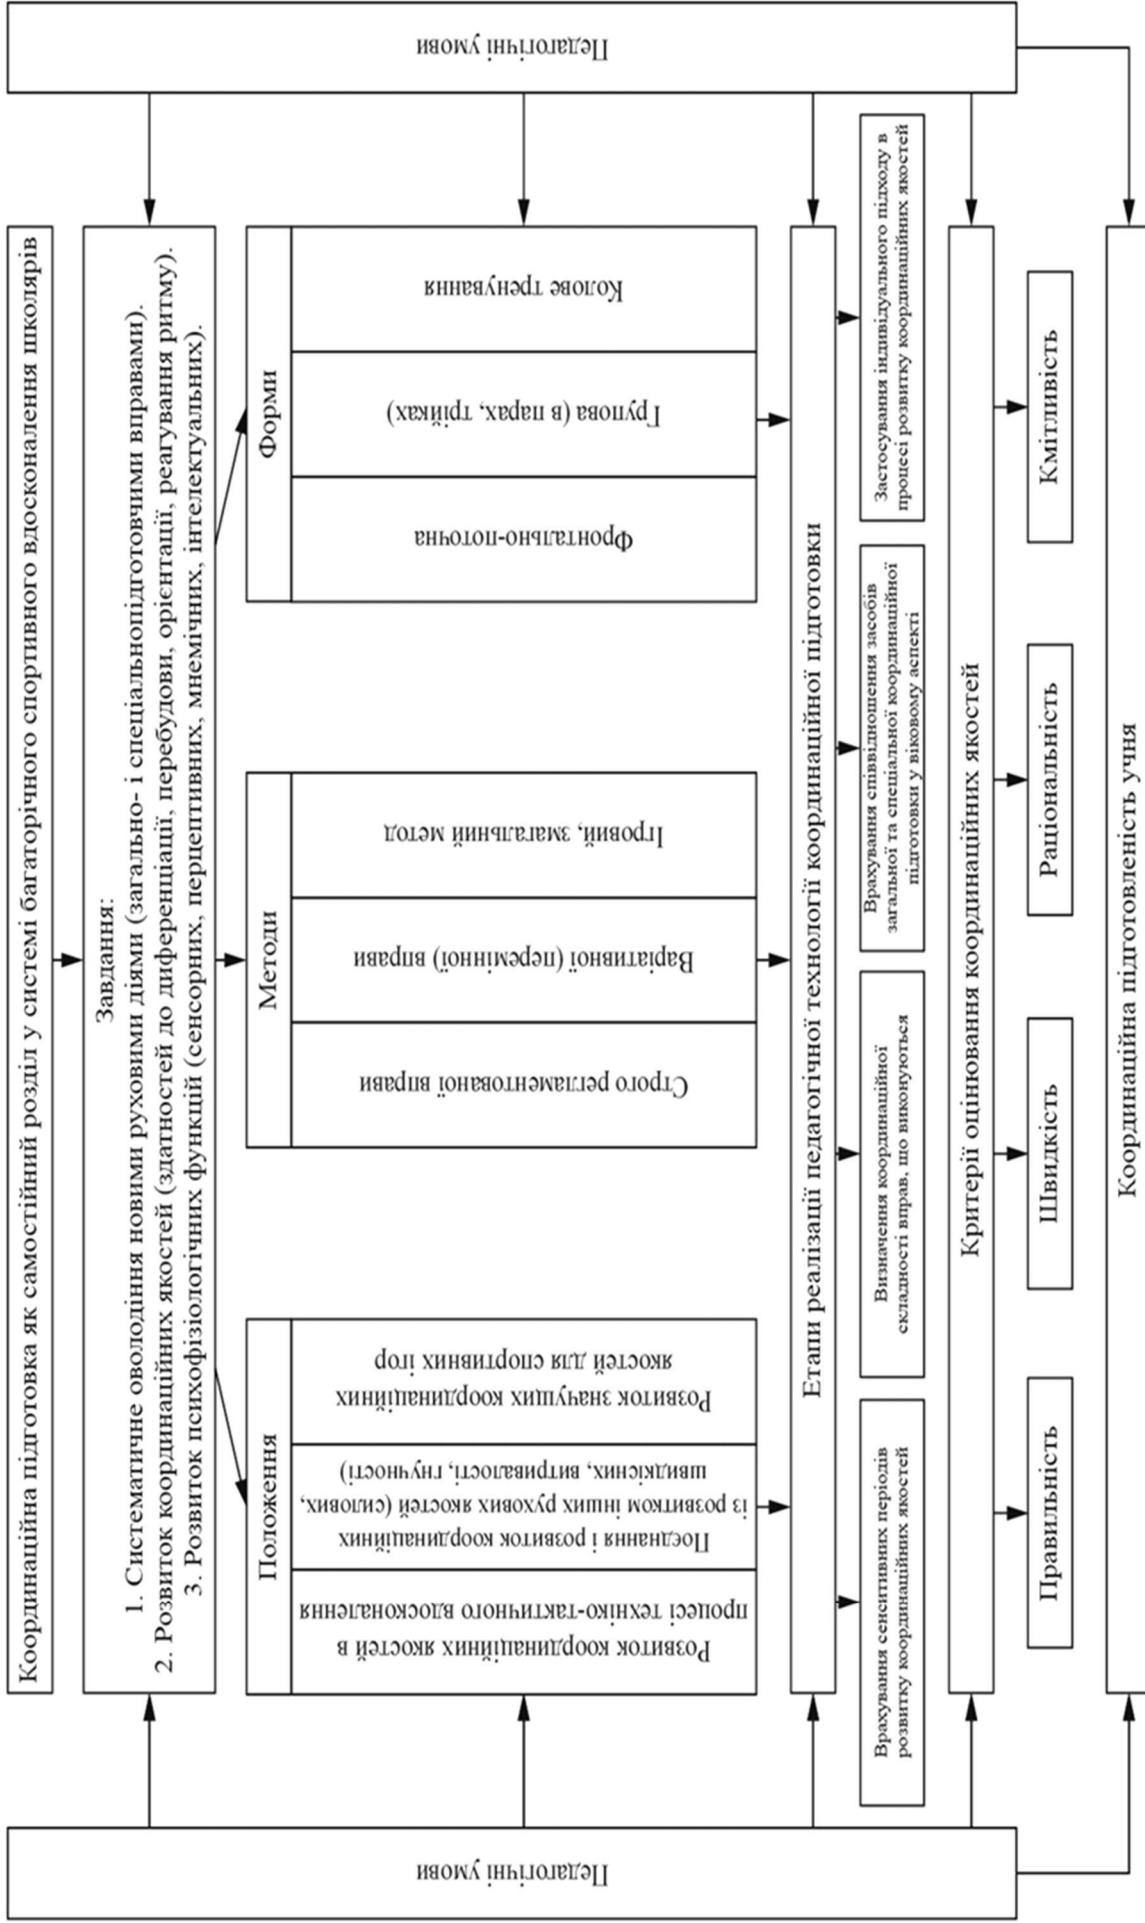 Координаційна підготовка як самостійний розділ у системі багаторічного спортивного вдосконалення школярів
Завдання:
1. Систематичне оволодіння новими руховими діями (загально- і спеціальнопідготовчими вправами).
2. Розвиток координаційних якостей (здатностей до диференціації, перебудови, орієнтації, реагування ритму).
3. Розвиток психофізіологічних функцій (сенсорних, перцептивних, мнемічних, інтелектуальних).
Педагогічні умови
Положення
Розвиток координаційних якостей в
процесі техніко-тактичного вдосконалення
Поєднання і розвиток координаційних
із розвитком інших рухових якостей (силових,
швидкісних, витривалості, гнучності)
Розвиток значущих координаційних
якостей для спортивних ігор
Методи
Строго регламентованої вправи
Варіативної (перемінної) вправи
Ігровий, змагальний метод
Форми
Фронтально-поточна
Групова (в парах, трійках)
Колове тренування
Педагогічні умови
Етапи реалізації педагогічної технології координаційної підготовки
Врахування сенситивних періодів
розвитку координаційних якостей
Визначення координаційної
складності вправ, що виконуються
Врахування співвідношення засобів
загальної та спеціальної координаційної
підготовки у віковому аспекті
Застосування індивідуального підходу в
процесі розвитку координаційних якостей
Критерії оцінювання координаційних якостей
Правильність
Швидкість
Раціональність
Кмітливість
Координаційна підготовленість учня